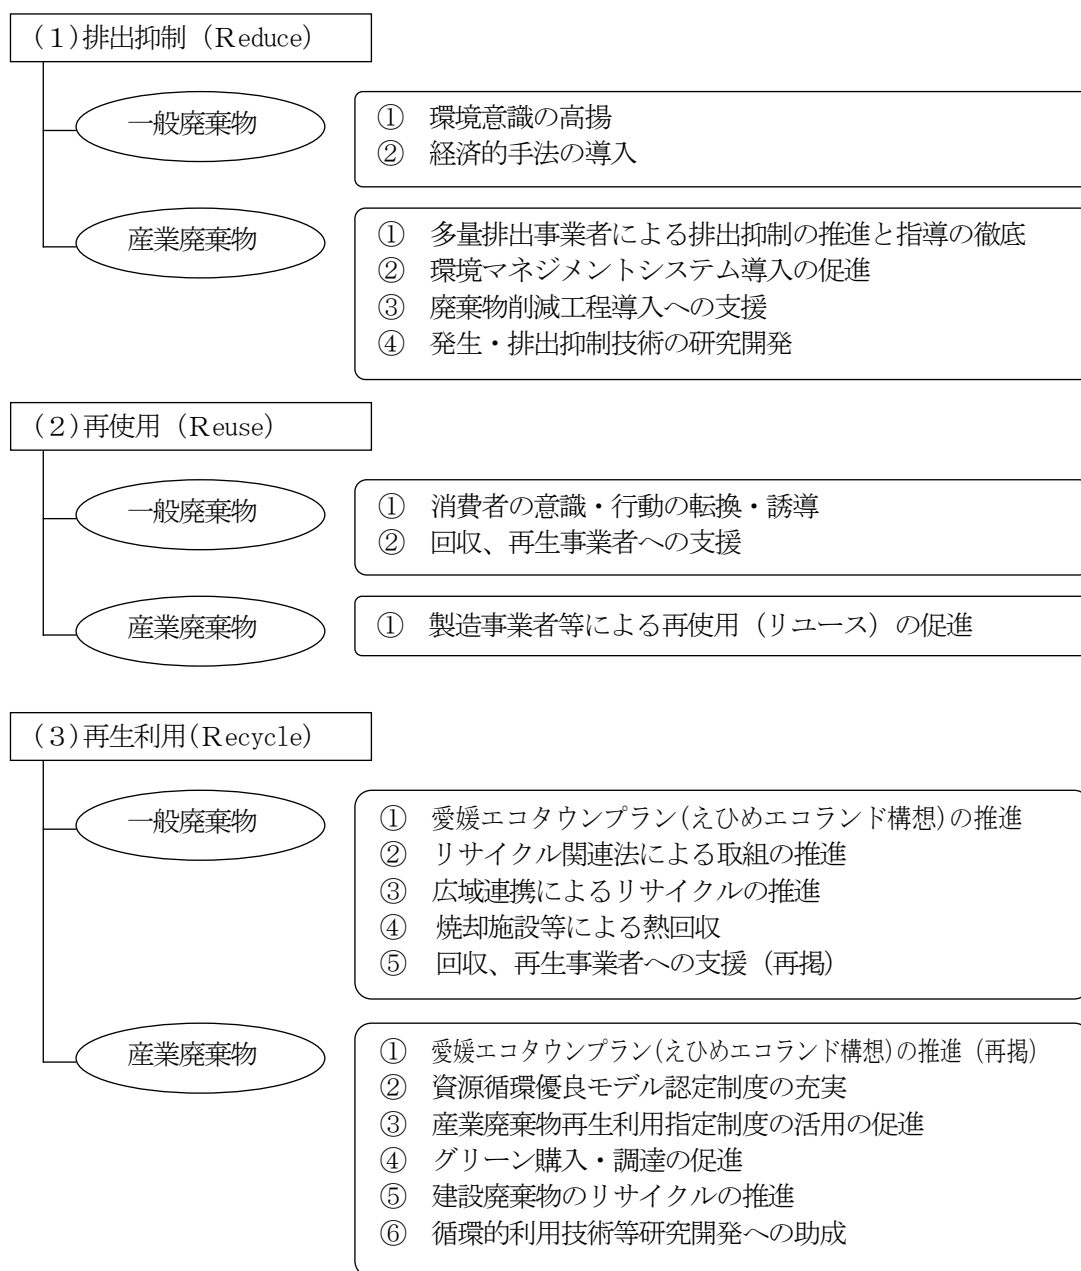 (1)排出抑制（Reduce）
一般廃棄物
① 環境意識の高揚
② 経済的手法の導入
産業廃棄物
① 多量排出事業者による排出抑制の推進と指導の徹底
② 環境マネジメントシステム導入の促進
③ 廃棄物削減工程導入への支援
④ 発生・排出抑制技術の研究開発
(2)再使用（Reuse）
一般廃棄物
① 消費者の意識・行動の転換・誘導
② 回収、再生事業者への支援
産業廃棄物
① 製造事業者等による再使用（リユース）の促進
(3)再生利用(Recycle)
一般廃棄物
① 愛媛エコタウンプラン(えひめエコランド構想)の推進
② リサイクル関連法による取組の推進
③ 広域連携によるリサイクルの推進
④ 焼却施設等による熱回収
⑤ 回収、再生事業者への支援（再掲）
産業廃棄物
① 愛媛エコタウンプラン(えひめエコランド構想)の推進（再掲）
② 資源循環優良モデル認定制度の充実
③ 産業廃棄物再生利用指定制度の活用の促進
④ グリーン購入・調達の促進
⑤ 建設廃棄物のリサイクルの推進
⑥ 循環的利用技術等研究開発への助成